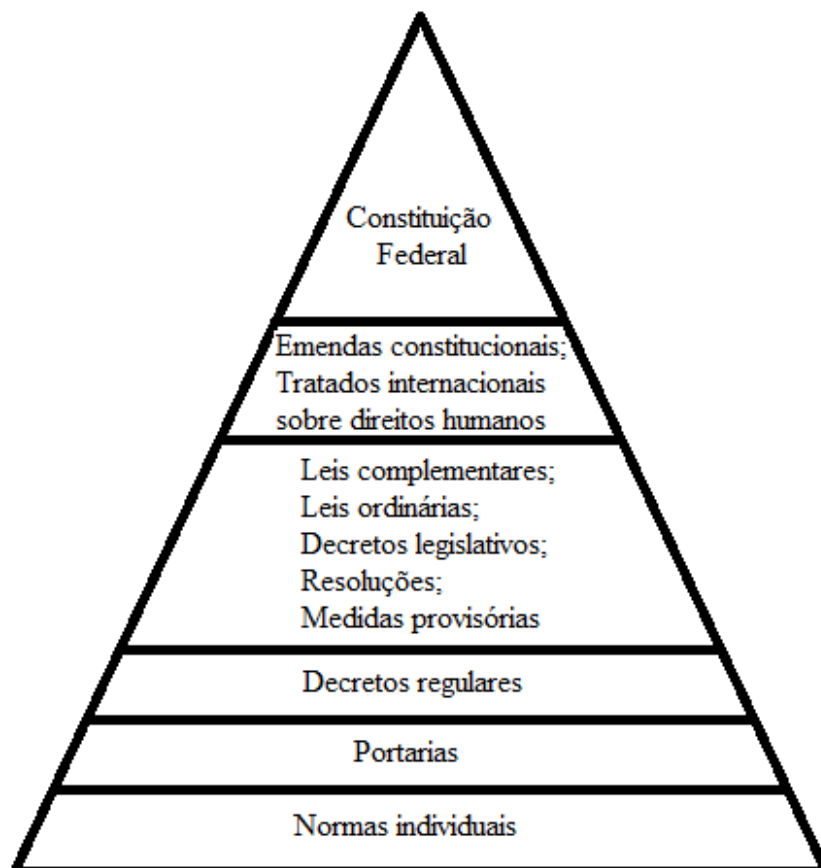 Constituição
Federal
Emendas constitucionais;
Tratados internacionais
sobre direitos humanos
Leis complementares;
Leis ordinárias;
Decretos legislativos;
Resoluções;
Medidas provisórias
Decretos regulares
Portarias
Normas individuais